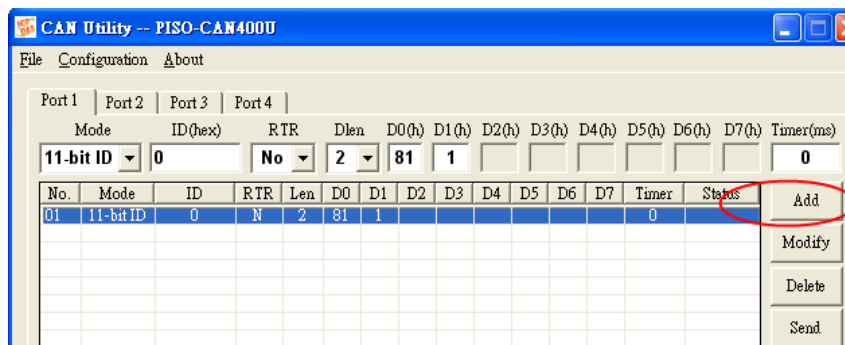 CAN Utility -- PISO-CAN400U
File Configuration About
Port 1 Port 2 Port 3 Port 4
Mode ID(hex) RTR Dlen D0(h) D1(h) D2(h) D3(h) D4(h) D5(h) D6(h) D7(h) Timer(ms)
11-bit ID 0 No 2 81 1 0
No. Mode ID RTR Len D0 D1 D2 D3 D4 D5 D6 D7 Timer Status Add
01 11-bit ID 0 N 2 81 1 0
Modify
Delete
Send